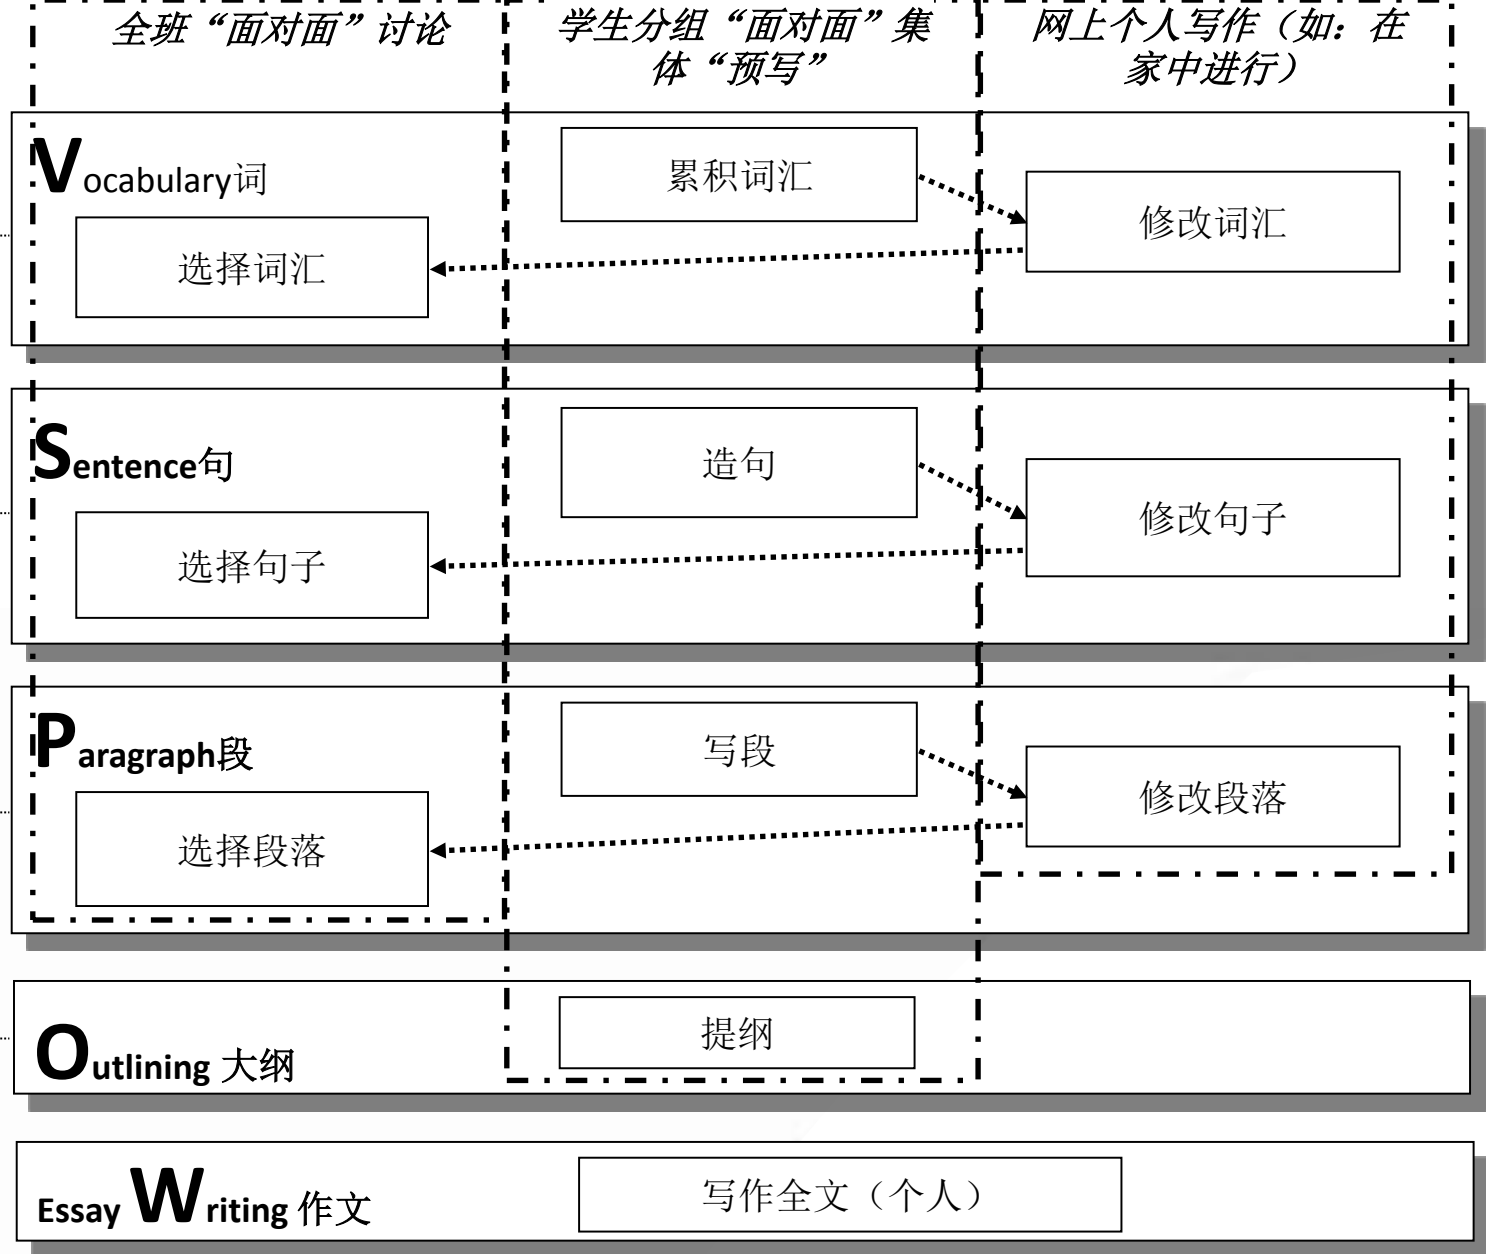 全班“面对面”讨论
学生分组“面对面”集
体“预写”
网上个人写作（如：在
家中进行）
Vocabulary词
累积词汇
修改词汇
选择词汇
Sentence句
造句
修改句子
选择句子
Paragraph段
写段
修改段落
选择段落
Outlining 大纲
提纲
Essay Writing 作文
写作全文（个人）